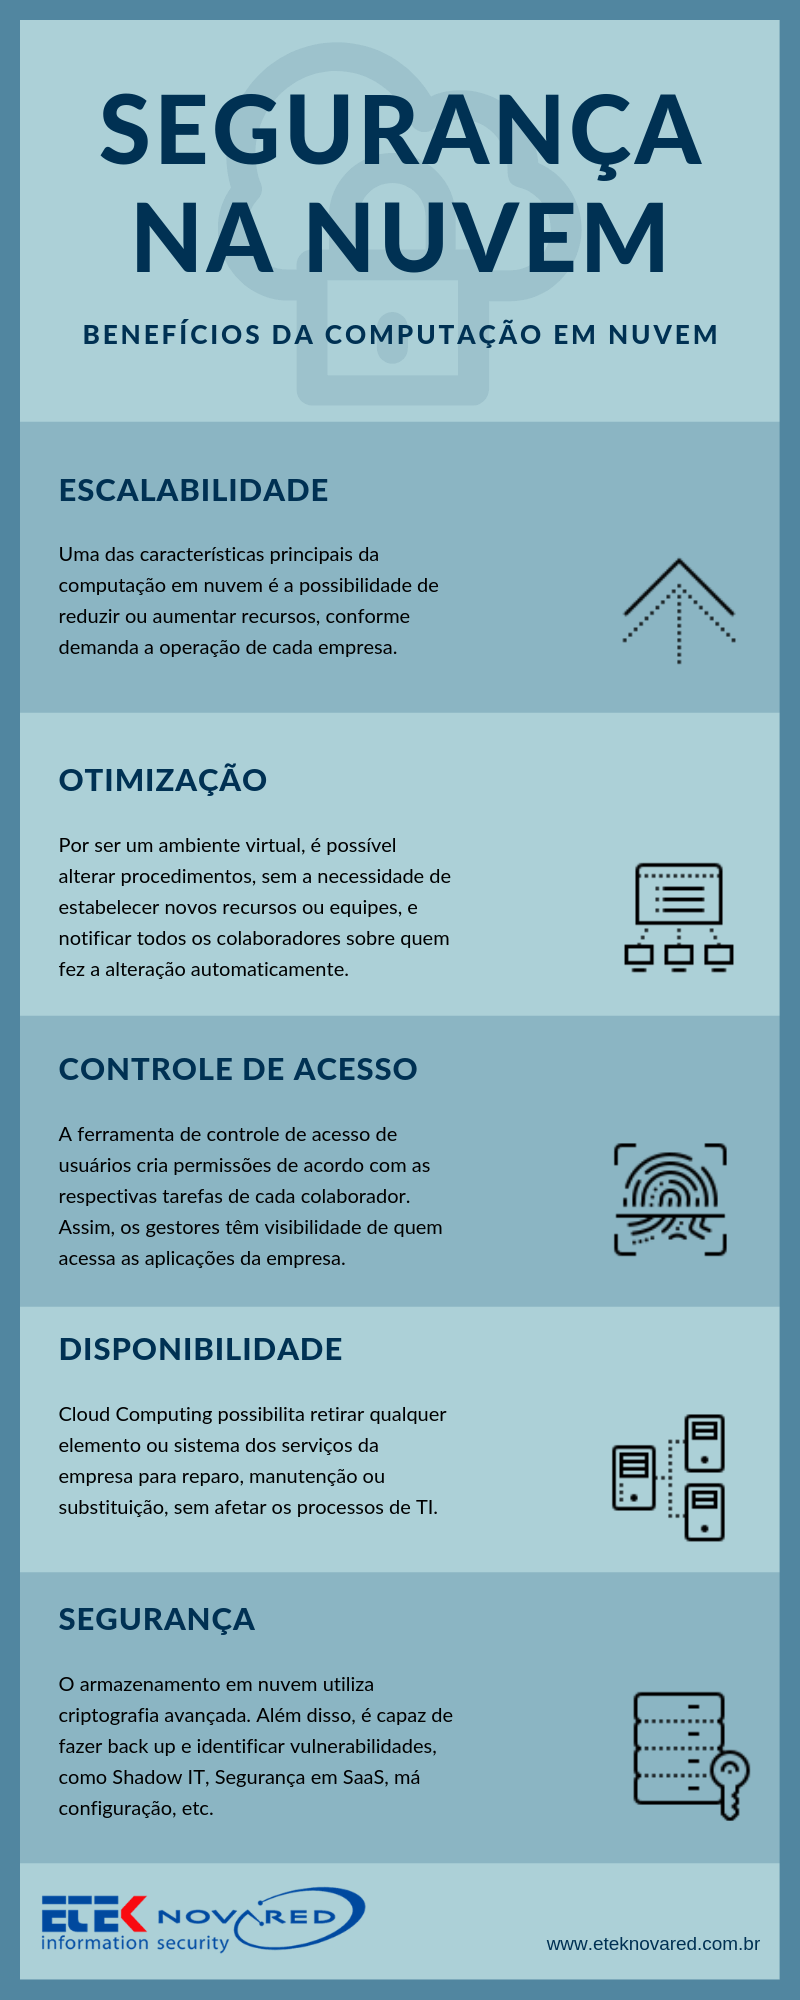 SEGURANÇA
NA NUVEM
BENEFÍCIOS DA COMPUTAÇÃO EM NUVEM
ESCALABILIDADE
Uma das características principais da
computação em nuvem é a possibilidade de
reduzir ou aumentar recursos, conforme
demanda a operação de cada empresa.
OTIMIZAÇÃO
Por ser um ambiente virtual, é possível
alterar procedimentos, sem a necessidade de
estabelecer novos recursos ou equipes, e
notificar todos os colaboradores sobre quem
fez a alteração automaticamente.
CONTROLE DE ACESSO
A ferramenta de controle de acesso de
usuários cria permissões de acordo com as
respectivas tarefas de cada colaborador.
Assim, os gestores têm visibilidade de quem
acessa as aplicações da empresa.
DISPONIBILIDADE
Cloud Computing possibilita retirar qualquer
elemento ou sistema dos serviços da
empresa para reparo, manutenção ou
substituição, sem afetar os processos de TI.
SEGURANÇA
O armazenamento em nuvem utiliza
criptografia avançada. Além disso, é capaz de
fazer back up e identificar vulnerabilidades,
como Shadow IT, Segurança em SaaS, má
configuração, etc.
ETEK NOVARED
information security
www.eteknovared.com.br